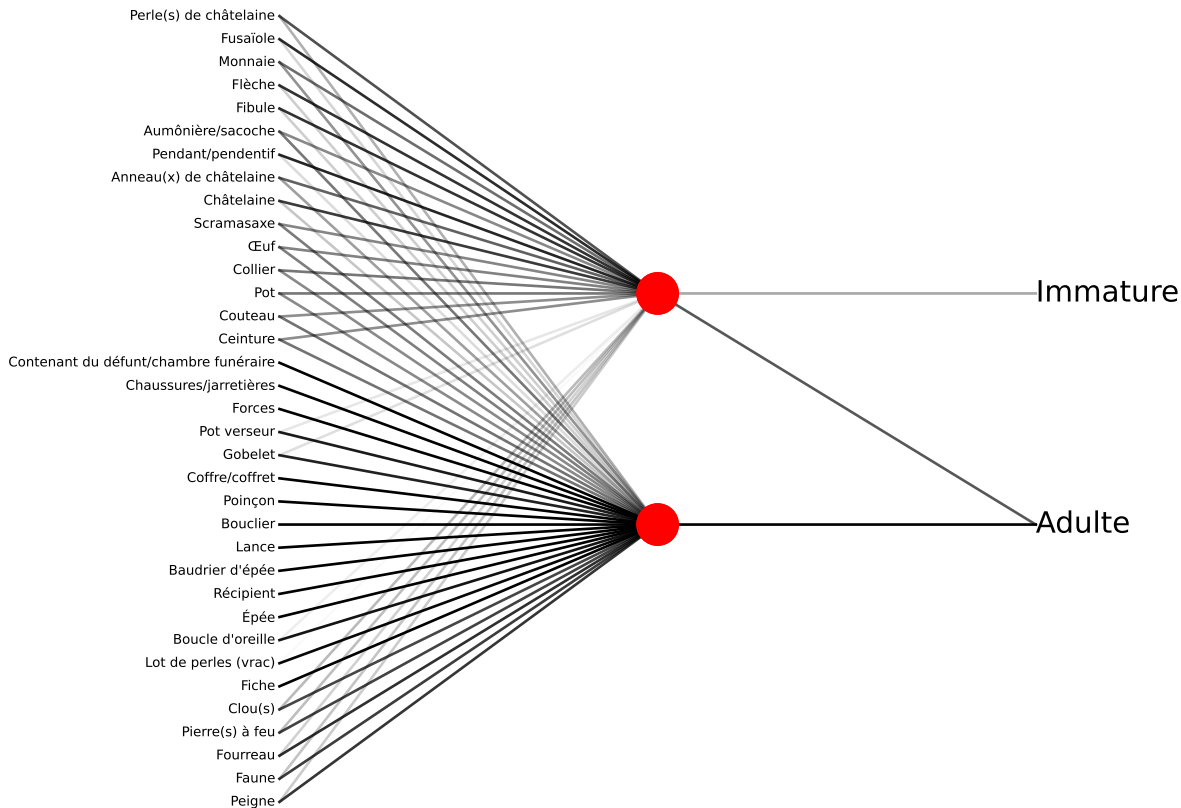 Perle(s) de châtelaine
Fusaïole
Monnaie
Flèche
Fibule
Aumônière/sacoche
Pendant/pendentif
Anneau(x) de châtelaine
Châtelaine
Scramasaxe
Œuf
Collier
Pot
Couteau
Ceinture
Contenant du défunt/chambre funéraire
Chaussures/jarretières
Forces
Pot verseur
Gobelet
Coffre/coffret
Poinçon
Bouclier
Lance
Baudrier d'épée
Récipient
Épée
Boucle d'oreille
Lot de perles (vrac)
Fiche
Clou(s)
Pierre(s) à feu
Fourreau
Faune
Peigne
Immature
Adulte